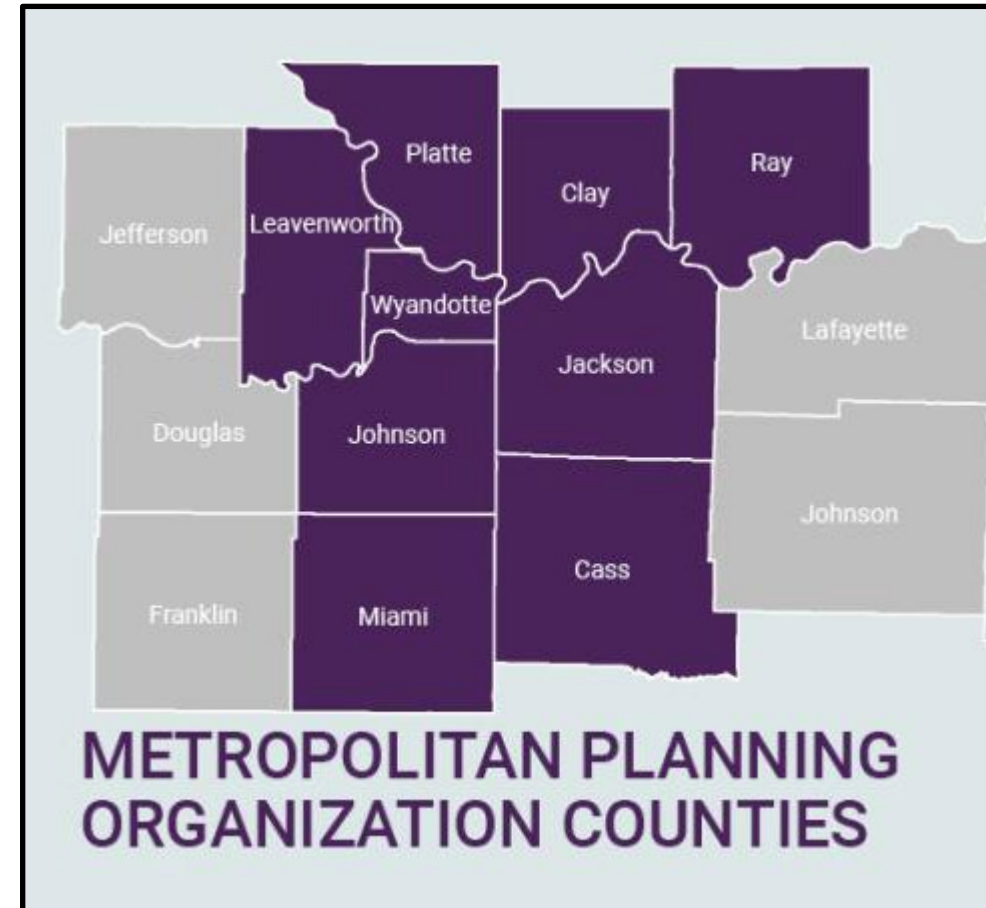 Platte
Ray
Clay
Leavenworth
Jefferson
Wyandotte
Lafayette
Jackson
Douglas
Johnson
Johnson
Cass
Franklin
Miami
METROPOLITAN PLANNING
ORGANIZATION COUNTIES